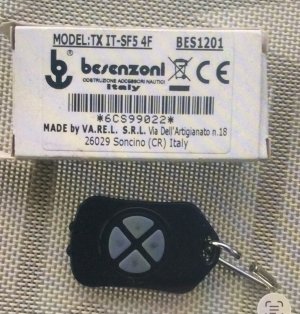 MODEL:TX IT-SF5 4F BES1201
besenzoni
COSTRUZIONE ACCESSORI NAUTICI
Italy
*6CS99022*
MADE by VA.RE.L. S.R.L. Via Dell'Artigianato n.18
26029 Soncino (CR) Italy